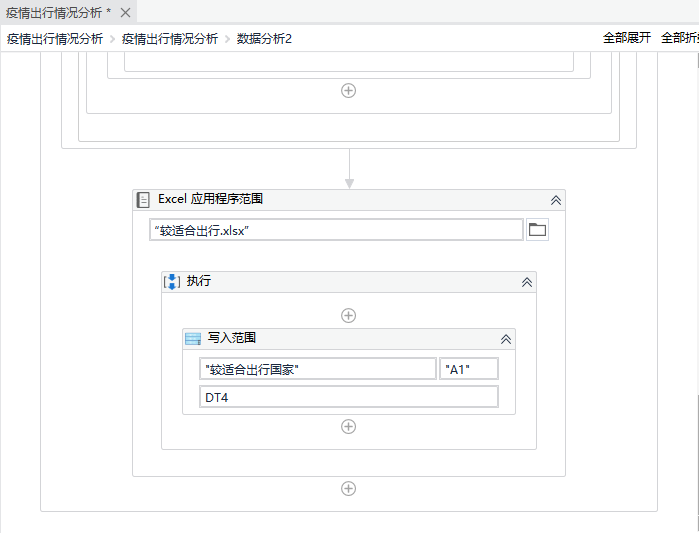 疫情出行情况分析 *
疫情出行情况分析 疫情出行情况分析 数据分析2 全部展开
Excel 应用程序范围
“较适合出行.xlsx”
执行
写入范围
"较适合出行国家" "A1"
DT4